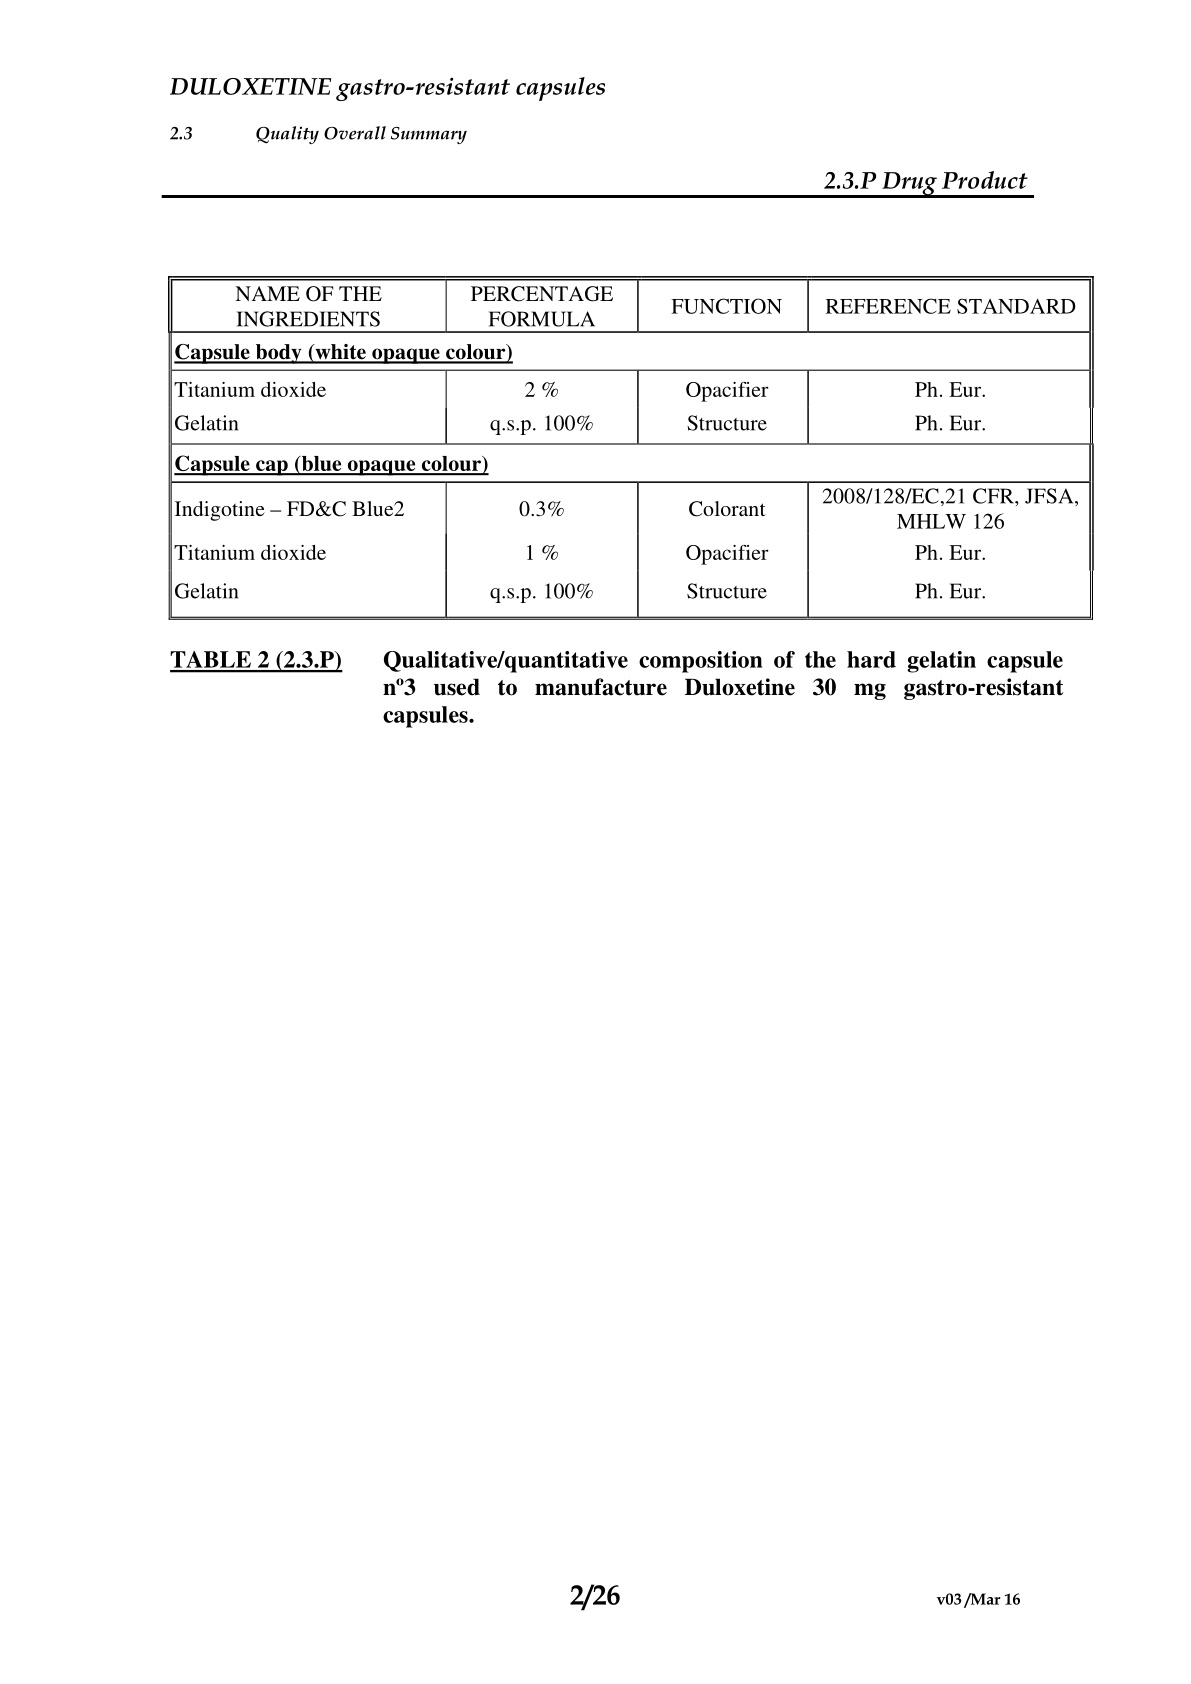 DULOXETINE gastro-resistant capsules
2.3 Quality Overall Summary
2.3.P Drug Product
NAME OF THE INGREDIENTS PERCENTAGE FORMULA FUNCTION REFERENCE STANDARD
Capsule body (white opaque colour)
Titanium dioxide 2 % Opacifier Ph. Eur.
Gelatin q.s.p. 100% Structure Ph. Eur.
Capsule cap (blue opaque colour)
Indigotine – FD&C Blue2 0.3% Colorant 2008/128/EC,21 CFR, JFSA, MHLW 126
Titanium dioxide 1 % Opacifier Ph. Eur.
Gelatin q.s.p. 100% Structure Ph. Eur.
TABLE 2 (2.3.P) Qualitative/quantitative composition of the hard gelatin capsule
nº3 used to manufacture Duloxetine 30 mg gastro-resistant
capsules.
2/26 v03 /Mar 16